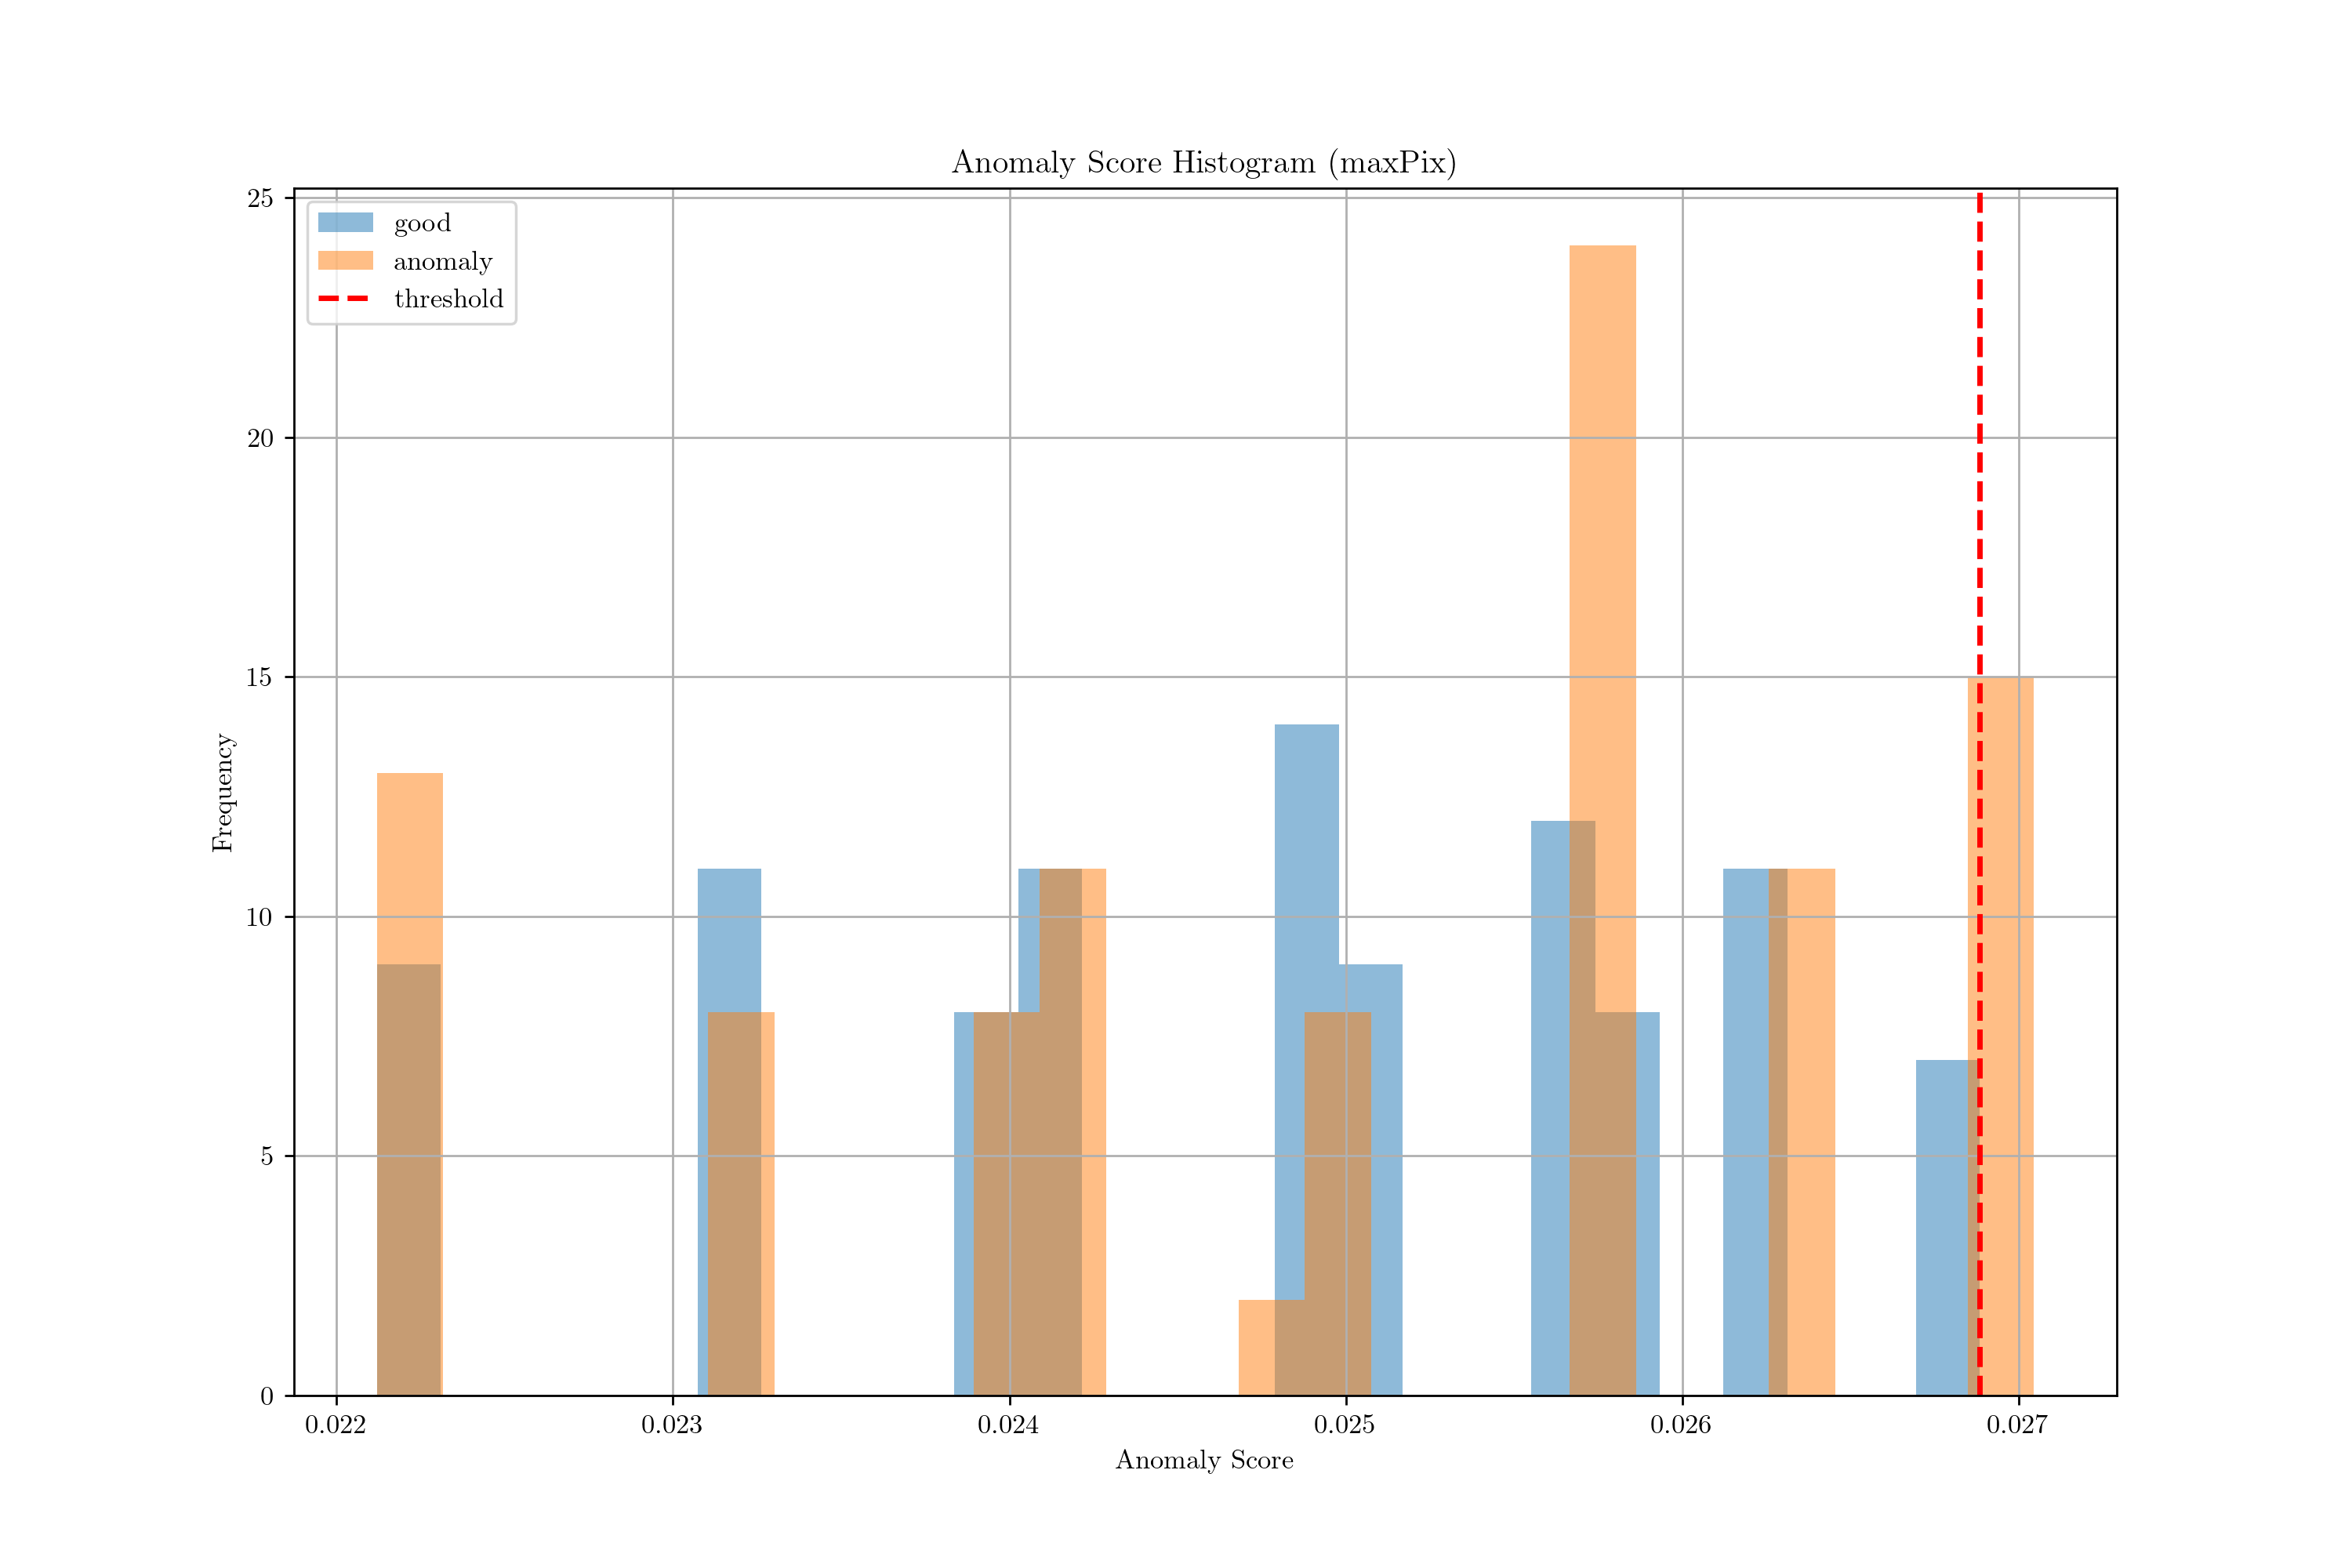 Anomaly Score Histogram (maxPix)
25
20
15
10
5
0
Frequency
good
anomaly
threshold
0.022 0.023 0.024 0.025 0.026 0.027
Anomaly Score